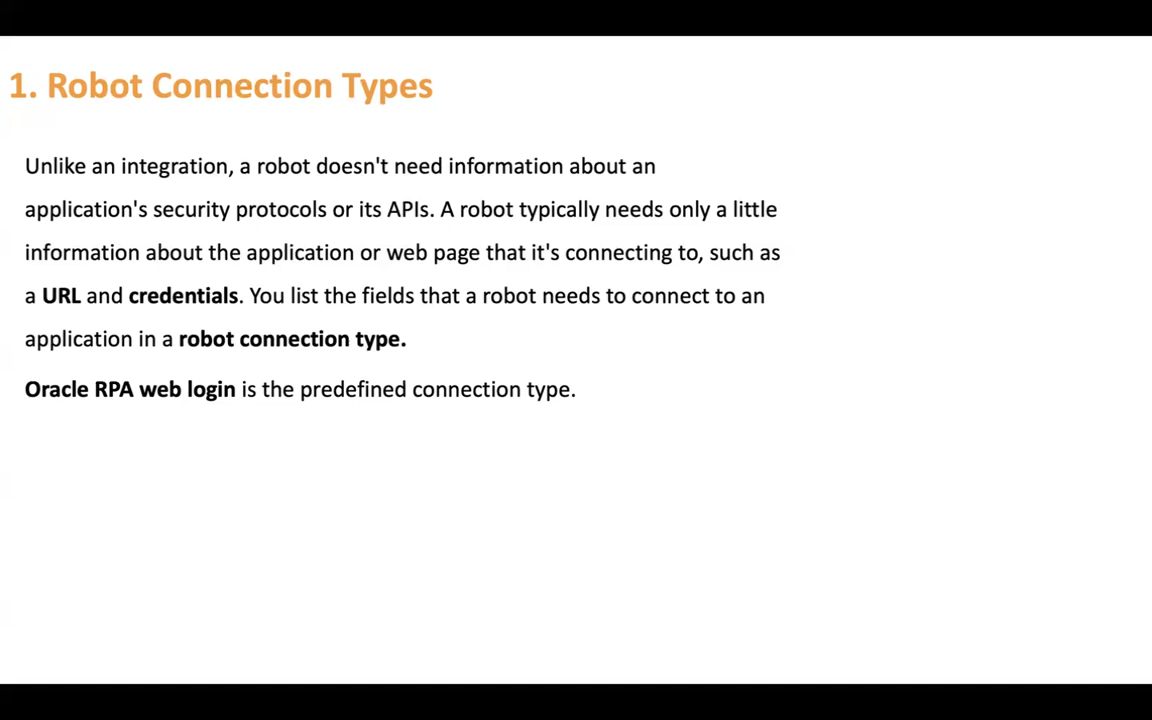 1. Robot Connection Types
Unlike an integration, a robot doesn't need information about an
application's security protocols or its APIs. A robot typically needs only a little
information about the application or web page that it's connecting to, such as
a URL and credentials. You list the fields that a robot needs to connect to an
application in a robot connection type.
Oracle RPA web login is the predefined connection type.